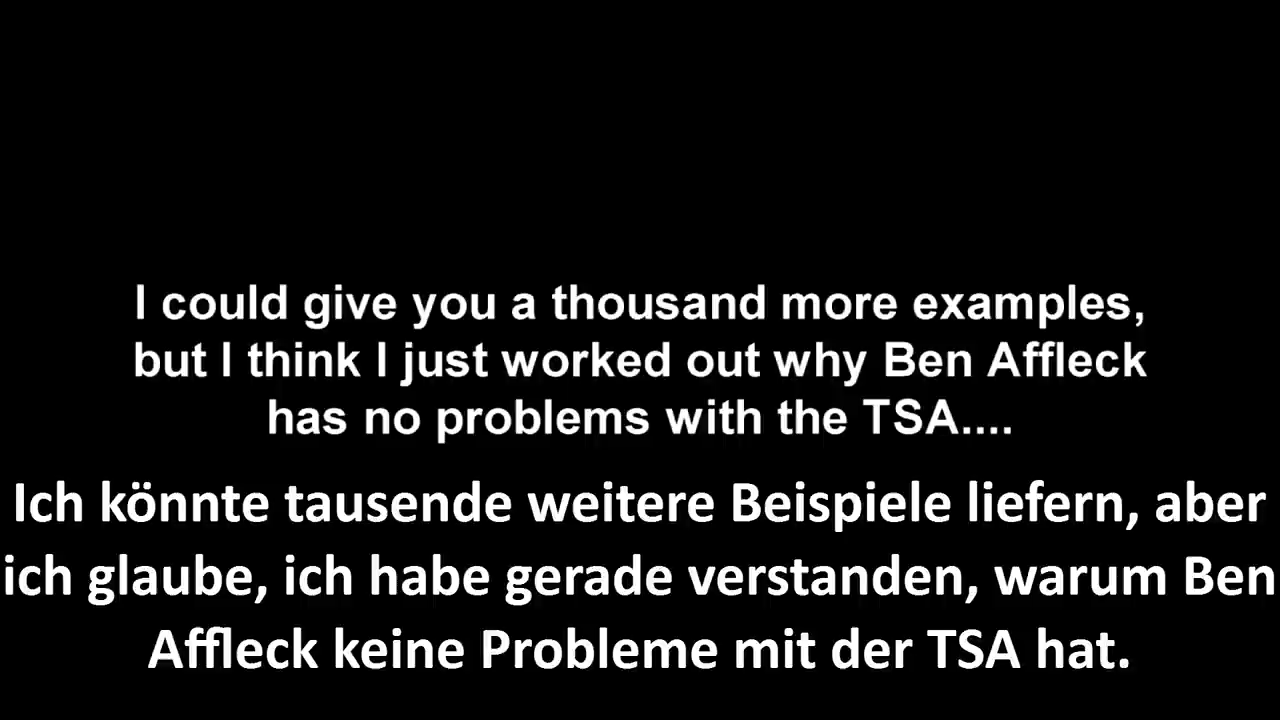 I could give you a thousand more examples,
but I think I just worked out why Ben Affleck
has no problems with the TSA....
Ich könnte tausende weitere Beispiele liefern, aber
ich glaube, ich habe gerade verstanden, warum Ben
Affleck keine Probleme mit der TSA hat.